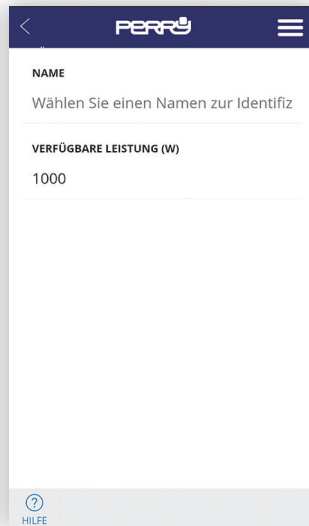 PERRY
NAME
Wählen Sie einen Namen zur Identifiz
VERFÜGBARE LEISTUNG (W)
1000
HILFE